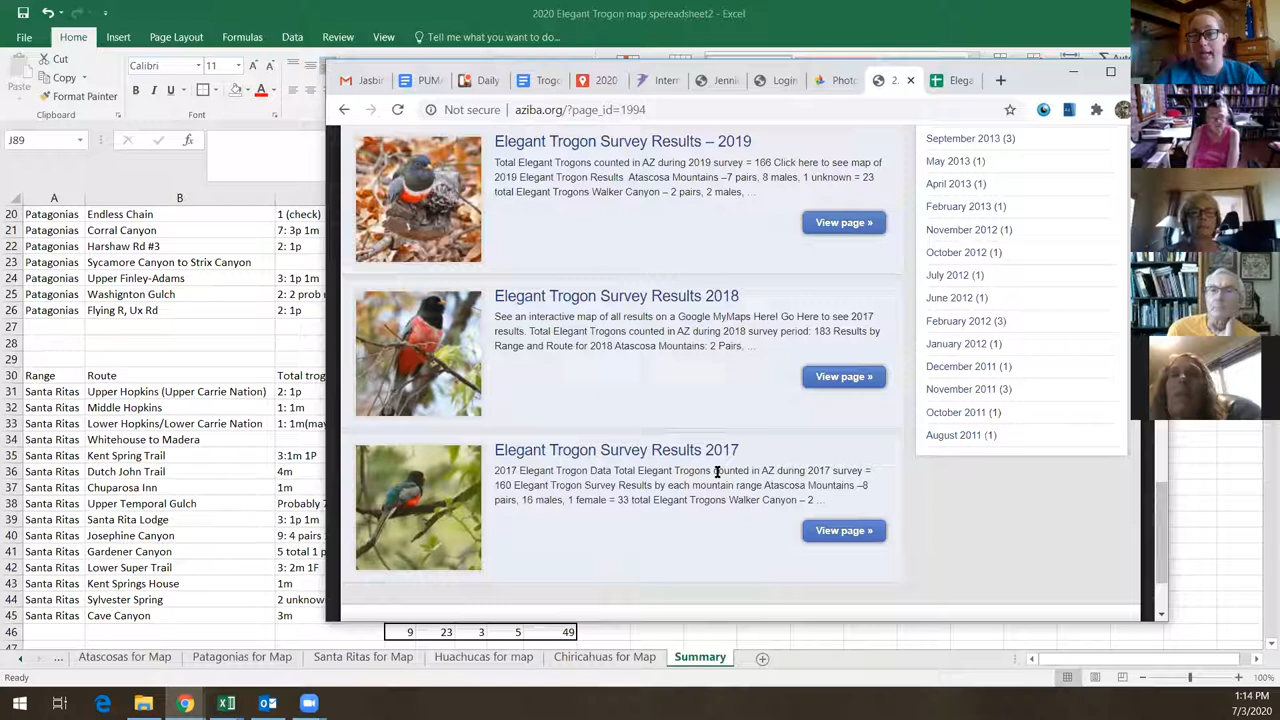 2020 Elegant Trogon map spereadsheet2 - Excel
File Home Insert Page Layout Formulas Data Review View Tell me what you want to do...
Cut
Copy
Format Painter
Paste
Clipboard
Calibri 11
B I U
Font
J89 fx
Jasbir PUMA Daily Trogo 2020 Intern Jenni Login Photo 2. Elega
Not secure aziba.org/?page_id=1994
A B
20 Patagonias Endless Chain 1 (check)
21 Patagonias Corral Canyon 7: 3p 1m
22 Patagonias Harshaw Rd #3 2: 1p
23 Patagonias Sycamore Canyon to Strix Canyon
24 Patagonias Upper Finley-Adams 3: 1p 1m
25 Patagonias Washignton Gulch 2: 2 prob
26 Patagonias Flying R, Ux Rd 2: 1p
27
28
29
30 Range Route Total trog
31 Santa Ritas Upper Hopkins (Upper Carrie Nation) 2: 1p
32 Santa Ritas Middle Hopkins 1: 1m
33 Santa Ritas Lower Hopkins/Lower Carrie Nation 3: 1m(may
34 Santa Ritas Whitehouse to Madera
35 Santa Ritas Kent Spring Trail 3:1m 1P
36 Santa Ritas Dutch John Trail 4m
37 Santa Ritas Chuparosa Inn 1m
38 Santa Ritas Upper Temporal Gulch Probably
39 Santa Ritas Santa Rita Lodge 3: 1p 1m
40 Santa Ritas Josephine Canyon 9: 4 pairs
41 Santa Ritas Gardener Canyon 5 total 1 p
42 Santa Ritas Lower Super Trail 3: 2m 1F
43 Santa Ritas Kent Springs House 1m
44 Santa Ritas Sylvester Spring 2 unknow
45 Santa Ritas Cave Canyon 3m
46 9 23 3 5 49
47
Elegant Trogon Survey Results – 2019
Total Elegant Trogons counted in AZ during 2019 survey = 166 Click here to see map of
2019 Elegant Trogon Results Atascosa Mountains –7 pairs, 8 males, 1 unknown = 23
total Elegant Trogons Walker Canyon – 2 pairs, 2 males, ...
View page »
Elegant Trogon Survey Results 2018
See an interactive map of all results on a Google MyMaps Here! Go Here to see 2017
results. Total Elegant Trogons counted in AZ during 2018 survey period: 183 Results by
Range and Route for 2018 Atascosa Mountains: 2 Pairs, ...
View page »
Elegant Trogon Survey Results 2017
2017 Elegant Trogon Data Total Elegant Trogons counted in AZ during 2017 survey =
160 Elegant Trogon Survey Results by each mountain range Atascosa Mountains –8
pairs, 16 males, 1 female = 33 total Elegant Trogons Walker Canyon – 2 ...
View page »
September 2013 (3)
May 2013 (1)
April 2013 (1)
February 2013 (1)
November 2012 (1)
October 2012 (1)
July 2012 (1)
June 2012 (1)
February 2012 (3)
January 2012 (1)
December 2011 (1)
November 2011 (3)
October 2011 (1)
August 2011 (1)
... Atascosas for Map Patagonias for Map Santa Ritas for Map Huachucas for map Chiricahuas for Map Summary
Ready 100%
1:14 PM
7/3/2020